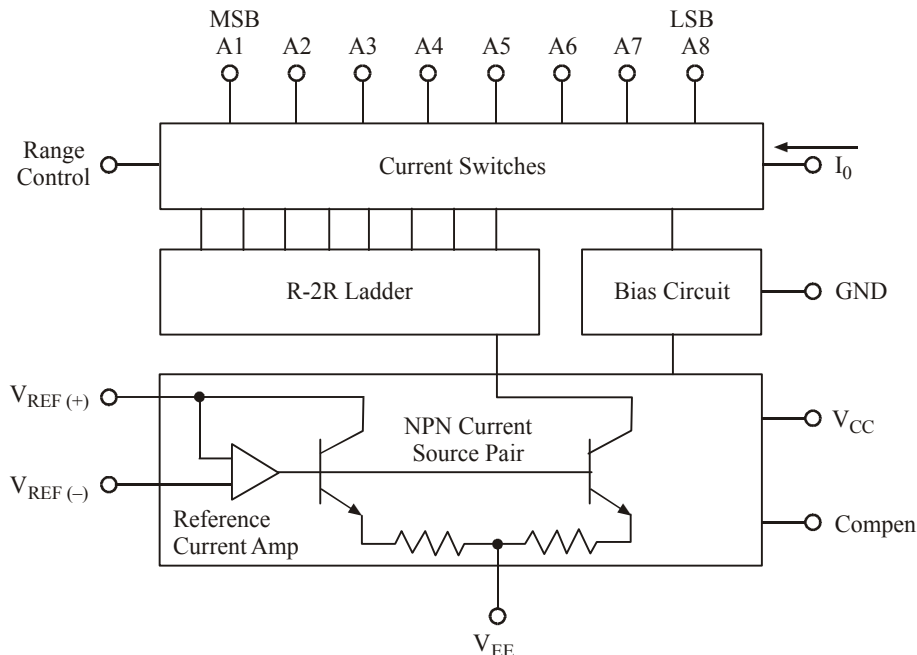 MSB LSB
A1 A2 A3 A4 A5 A6 A7 A8
Range
Control
Current Switches
I0
R-2R Ladder
Bias Circuit
GND
VREF (+)
NPN Current
Source Pair
VCC
VREF (–)
Reference
Current Amp
Compen
VEE